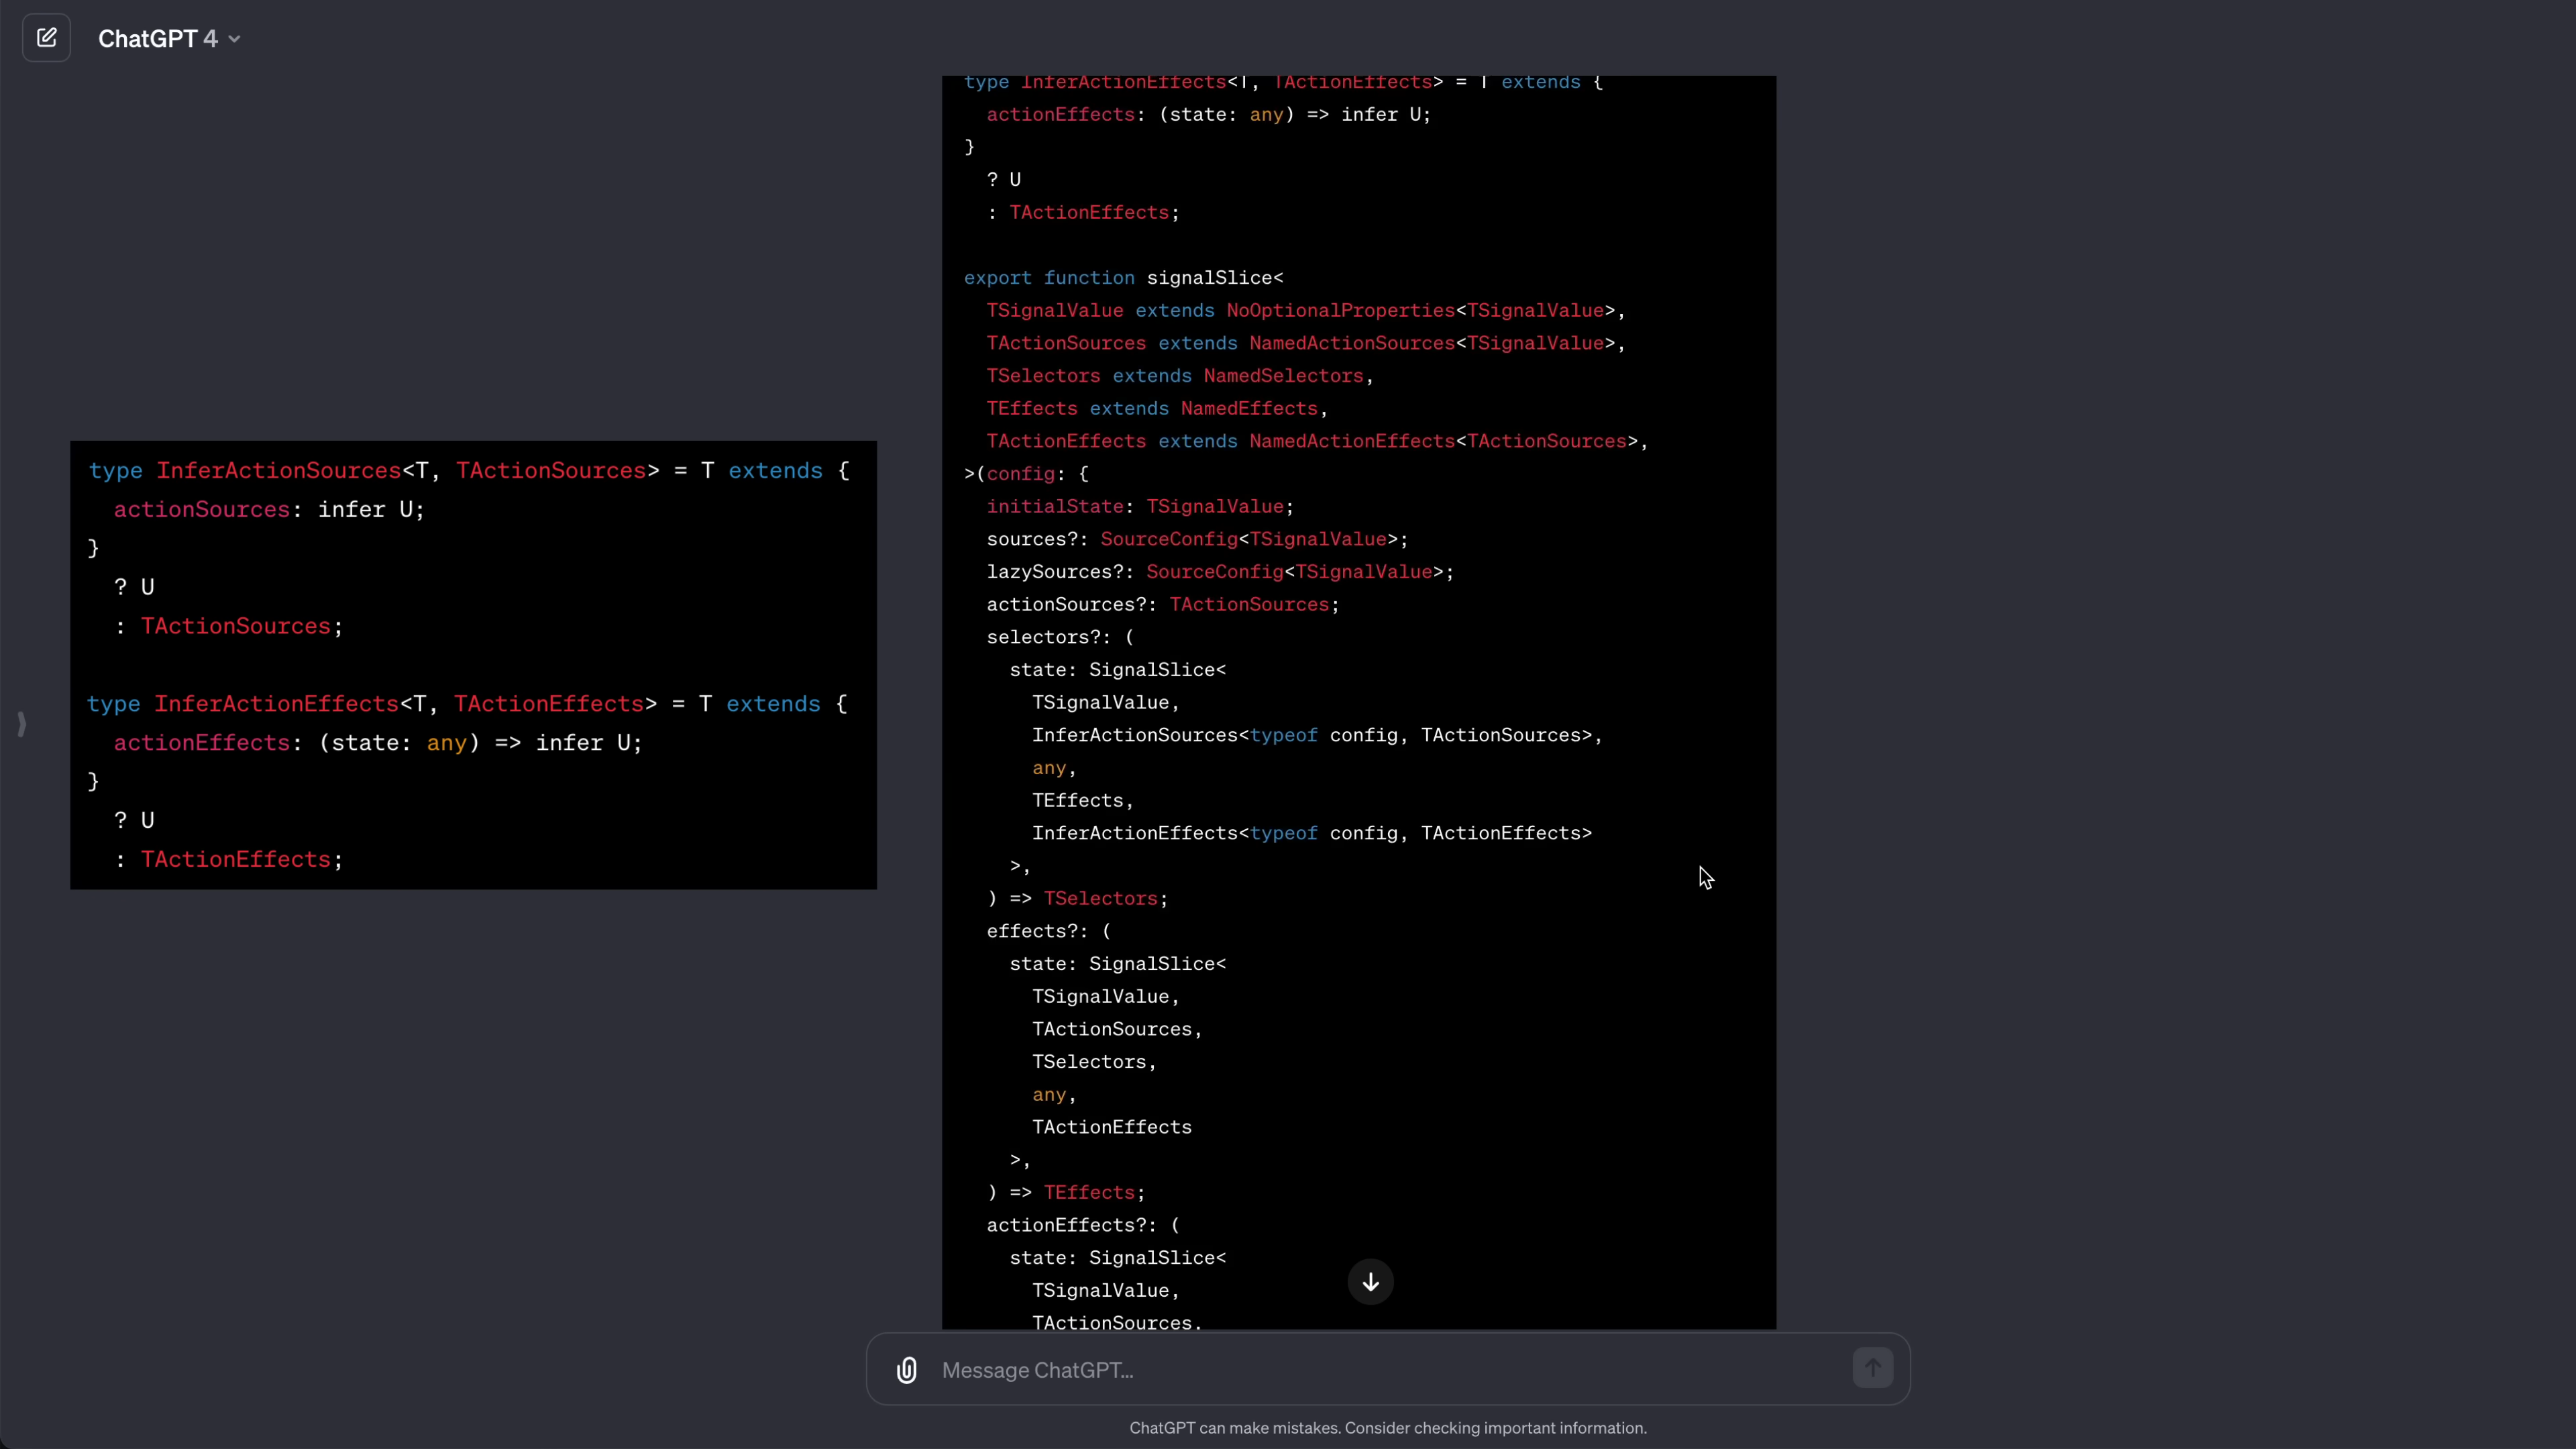 ChatGPT 4
type InferActionSources<T, TActionSources> = T extends {
  actionSources: infer U;
}
  ? U
  : TActionSources;

type InferActionEffects<T, TActionEffects> = T extends {
  actionEffects: (state: any) => infer U;
}
  ? U
  : TActionEffects;
type InferActionEffects<T, TActionEffects> = T extends {
  actionEffects: (state: any) => infer U;
}
  ? U
  : TActionEffects;

export function signalSlice<
  TSignalValue extends NoOptionalProperties<TSignalValue>,
  TActionSources extends NamedActionSources<TSignalValue>,
  TSelectors extends NamedSelectors,
  TEffects extends NamedEffects,
  TActionEffects extends NamedActionEffects<TActionSources>,
>(config: {
  initialState: TSignalValue;
  sources?: SourceConfig<TSignalValue>;
  lazySources?: SourceConfig<TSignalValue>;
  actionSources?: TActionSources;
  selectors?: (
    state: SignalSlice<
      TSignalValue,
      InferActionSources<typeof config, TActionSources>,
      any,
      TEffects,
      InferActionEffects<typeof config, TActionEffects>
    >,
  ) => TSelectors;
  effects?: (
    state: SignalSlice<
      TSignalValue,
      TActionSources,
      TSelectors,
      any,
      TActionEffects
    >,
  ) => TEffects;
  actionEffects?: (
    state: SignalSlice<
      TSignalValue,
      TActionSources,
Message ChatGPT…
ChatGPT can make mistakes. Consider checking important information.